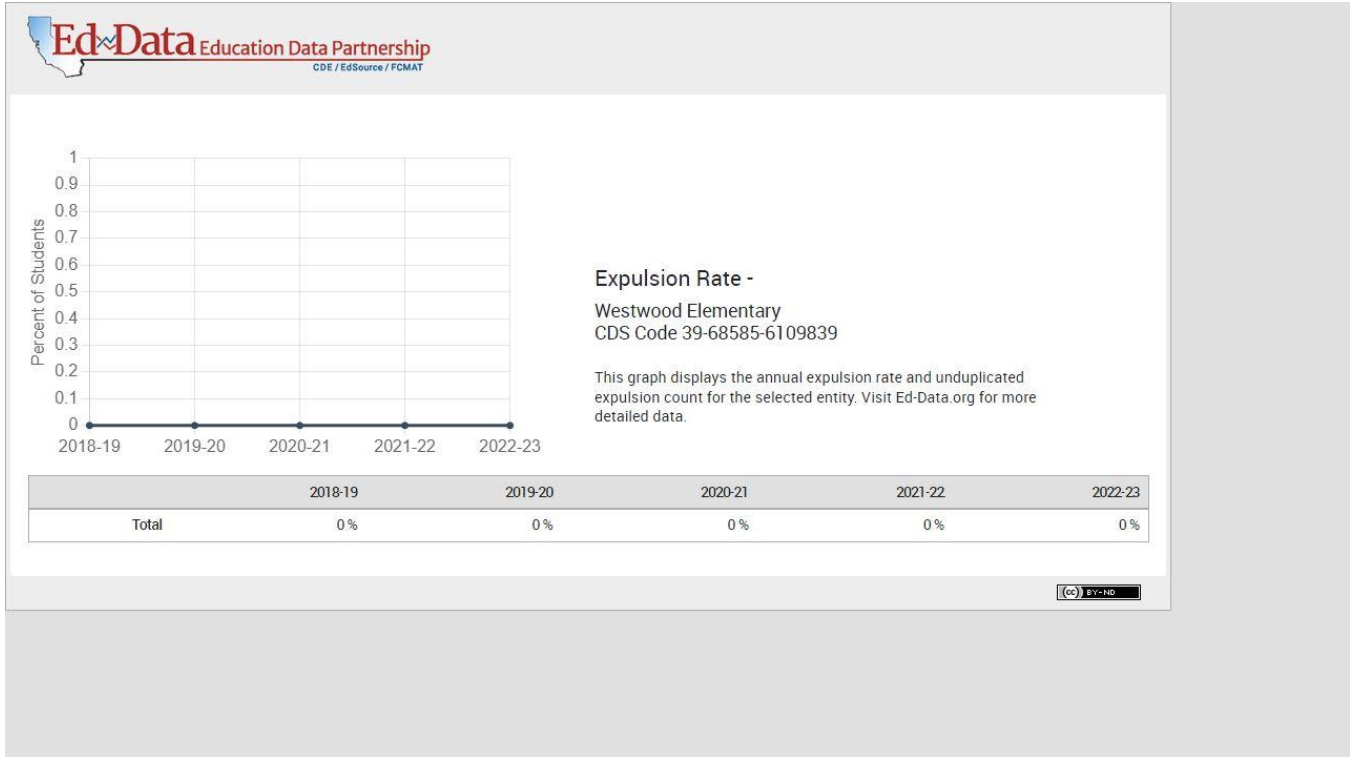 Ed Data Education Data Partnership
CDE / EdSource / FCMAT
1
0.9
0.8
0.7
0.6
0.5
0.4
0.3
0.2
0.1
0
Percent of Students
2018-19 2019-20 2020-21 2021-22 2022-23
Expulsion Rate -
Westwood Elementary
CDS Code 39-68585-6109839
This graph displays the annual expulsion rate and unduplicated
expulsion count for the selected entity. Visit Ed-Data.org for more
detailed data.
2018-19 2019-20 2020-21 2021-22 2022-23
Total 0 % 0 % 0 % 0 % 0 %
(cc) BY-ND